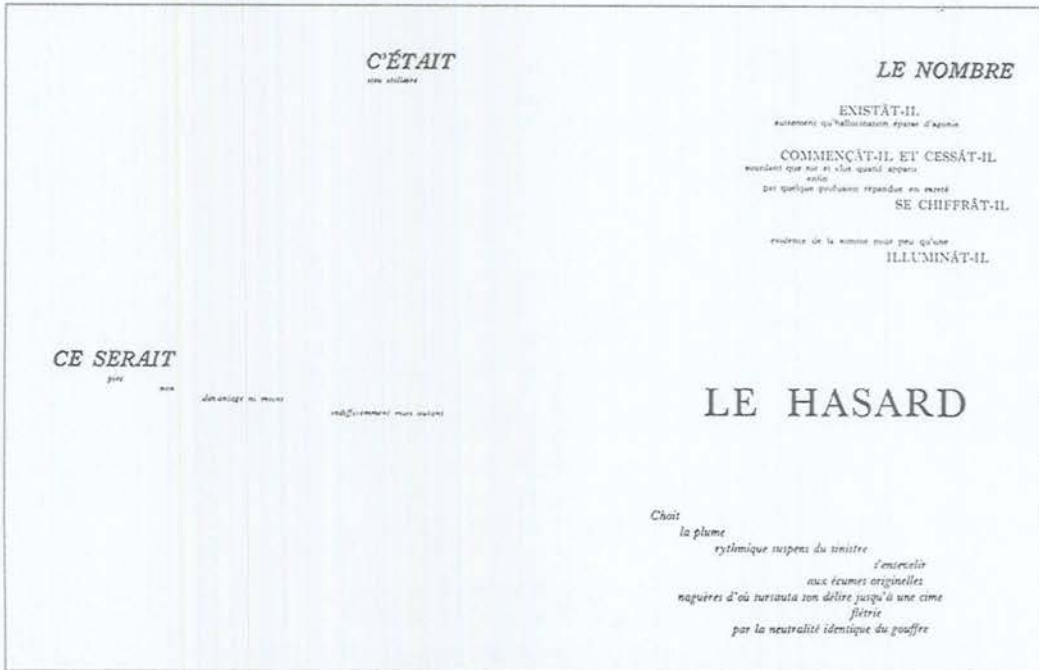 C'ÉTAIT
stellaire
LE NOMBRE
EXISTÂT-IL
autrement qu'hallucination éparse d'agonie
COMMENÇÂT-IL ET CESSÂT-IL
sourdant que nié et clos quand apparu
enfin
par quelque profusion répandue en rareté
SE CHIFFRÂT-IL
évidence de la somme pour peu qu'une
ILLUMINÂT-IL
CE SERAIT
pire
non
davantage ni moins
indifféremment mais autant
LE HASARD
Choit
la plume
rythmique suspens du sinistre
s'ensevelir
aux écumes originelles
naguères d'où sursauta son délire jusqu'à une cime
flétrie
par la neutralité identique du gouffre